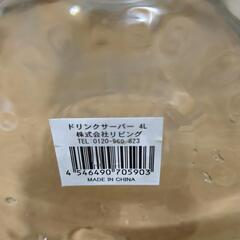 ドリンクサーバー 4L
株式会社リビング
TEL:0120-960-823
4 546490 705903
MADE IN CHINA